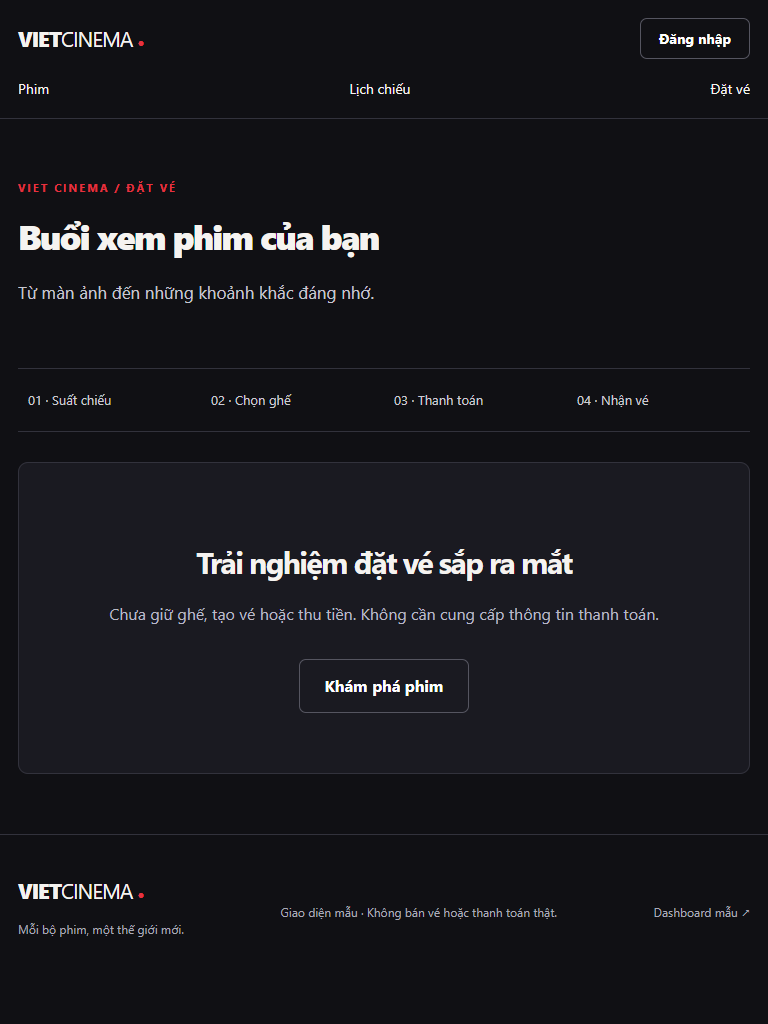 VIETCINEMA
Đăng nhập
Phim
Lịch chiếu
Đặt vé
VIET CINEMA / ĐẶT VÉ
Buổi xem phim của bạn
Từ màn ảnh đến những khoảnh khắc đáng nhớ.
01 · Suất chiếu
02 · Chọn ghế
03 · Thanh toán
04 · Nhận vé
Trải nghiệm đặt vé sắp ra mắt
Chưa giữ ghế, tạo vé hoặc thu tiền. Không cần cung cấp thông tin thanh toán.
Khám phá phim
VIETCINEMA
Mỗi bộ phim, một thế giới mới.
Giao diện mẫu · Không bán vé hoặc thanh toán thật.
Dashboard mẫu ↗